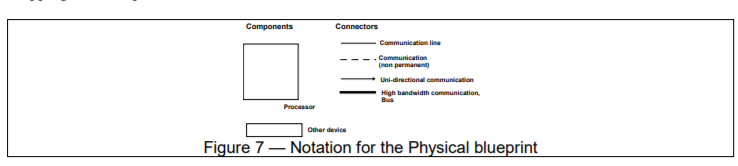 Components
Connectors
Communication line
Communication
(non permanent)
Uni-directional communication
High bandwidth communication,
Bus
Processor
Other device
Figure 7 — Notation for the Physical blueprint